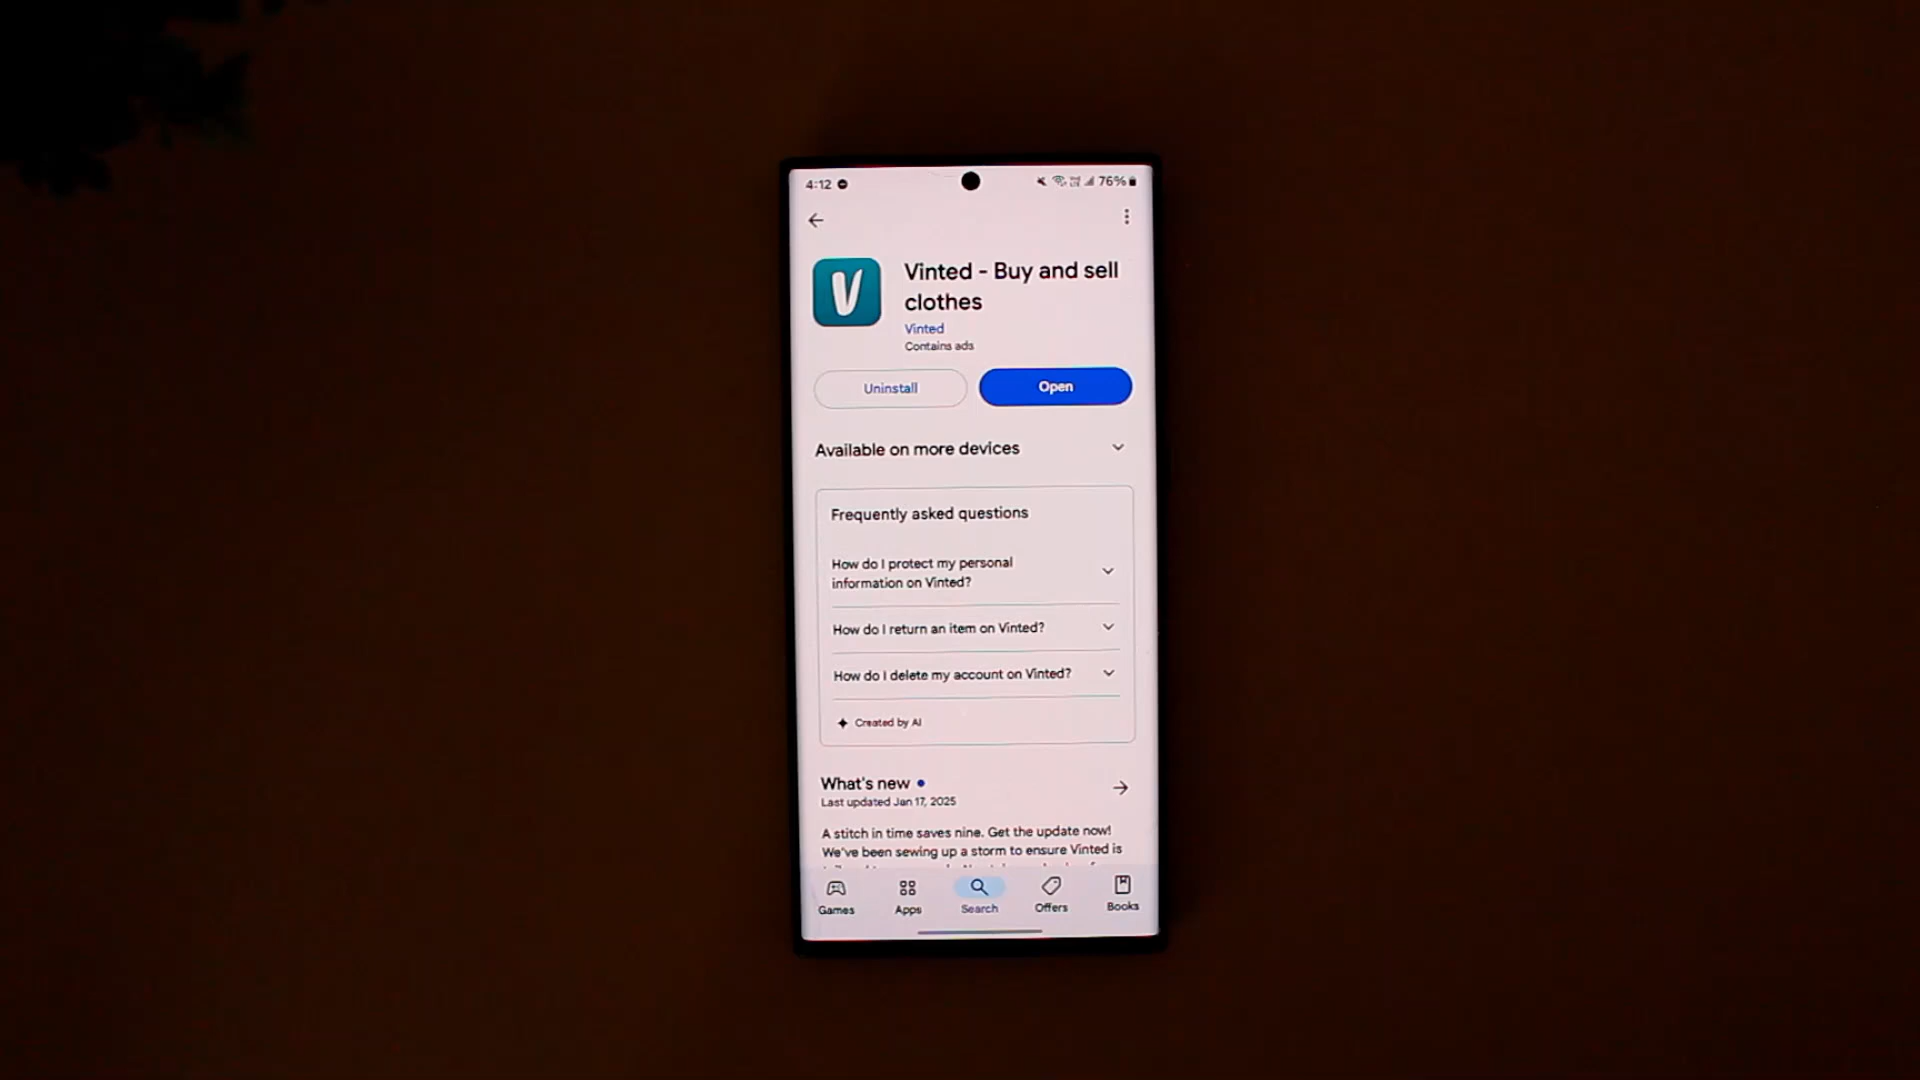 4:12
76%
V
Vinted - Buy and sell
clothes
Vinted
Contains ads
Uninstall
Open
Available on more devices
Frequently asked questions
How do I protect my personal
information on Vinted?
How do I return an item on Vinted?
How do I delete my account on Vinted?
Created by AI
What's new
Last updated Jan 17, 2025
A stitch in time saves nine. Get the update now!
We've been sewing up a storm to ensure Vinted is
Games
Apps
Search
Offers
Books